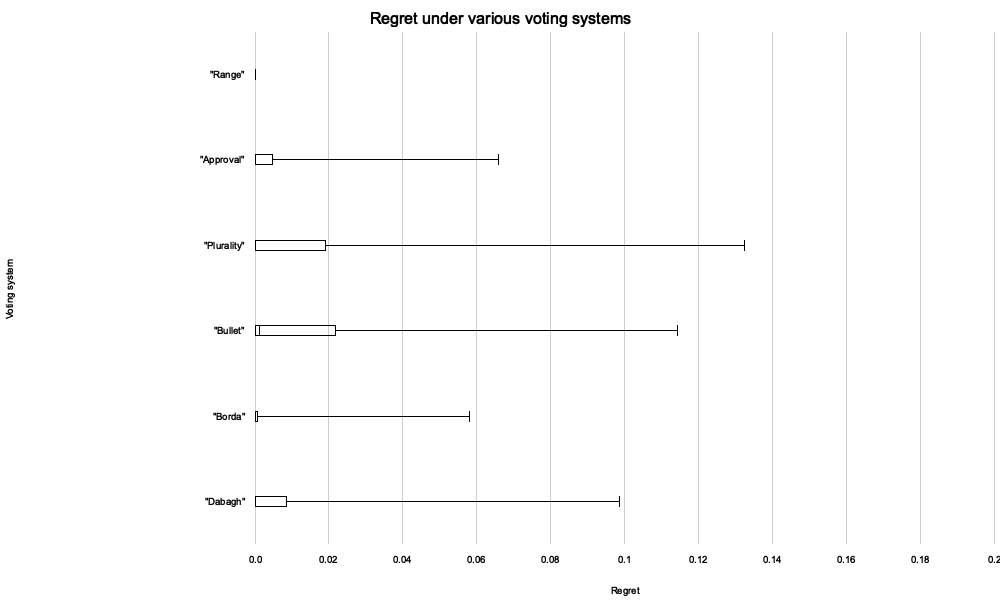 Regret under various voting systems
"Range"
"Approval"
"Plurality"
"Bullet"
"Borda"
"Dabagh"
Voting system
0.0 0.02 0.04 0.06 0.08 0.1 0.12 0.14 0.16 0.18 0.2
Regret